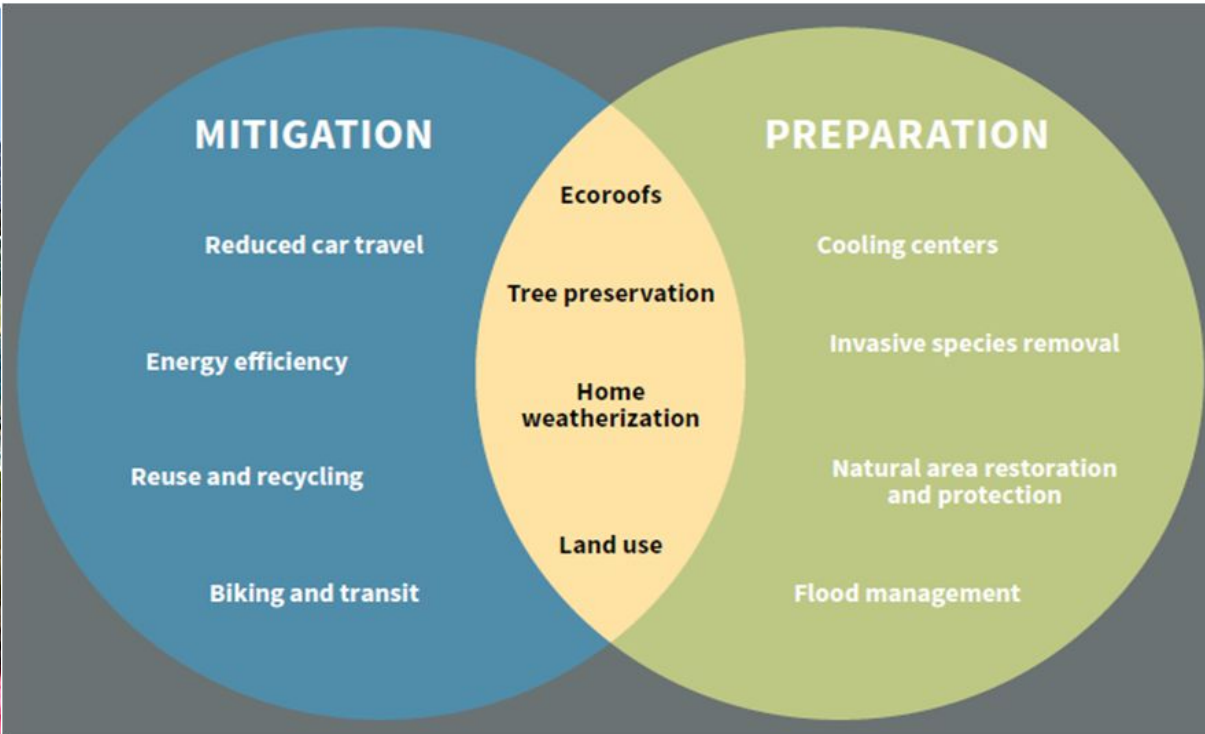 MITIGATION
Reduced car travel
Energy efficiency
Reuse and recycling
Biking and transit
Ecoroofs
Tree preservation
Home
weatherization
Land use
PREPARATION
Cooling centers
Invasive species removal
Natural area restoration
and protection
Flood management